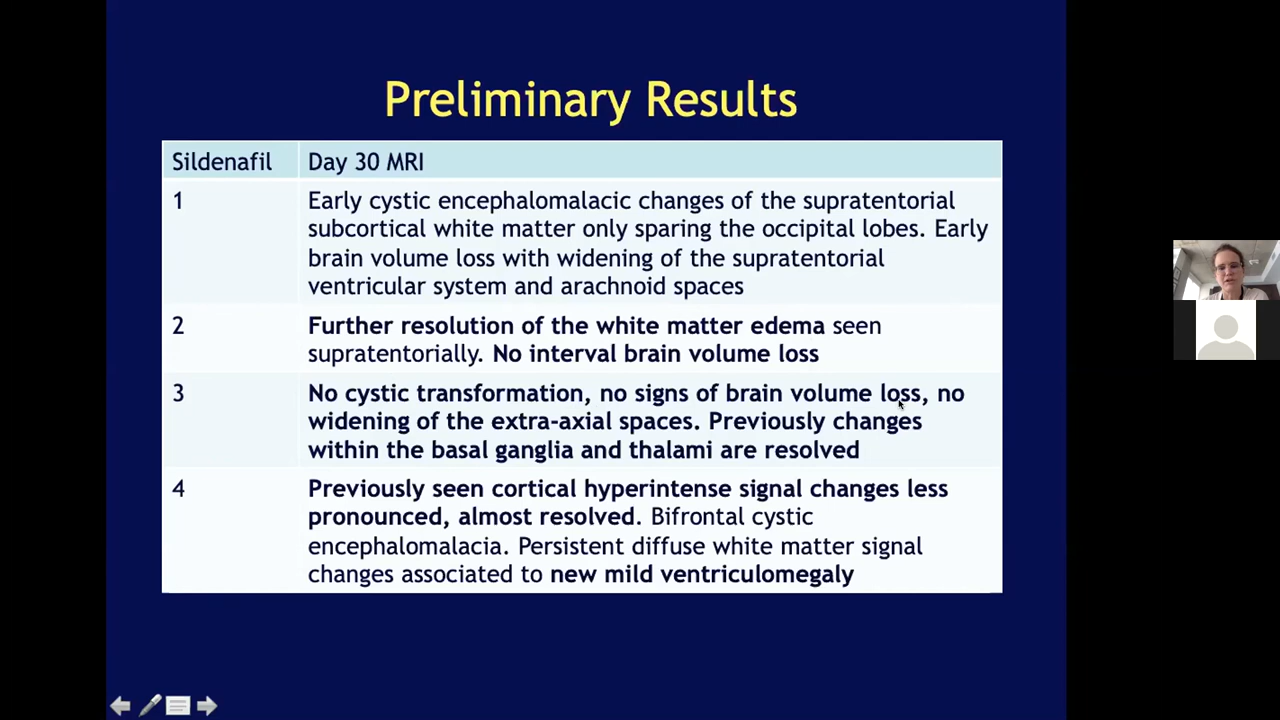 Preliminary Results
Sildenafil
Day 30 MRI
1
Early cystic encephalomalacic changes of the supratentorial
subcortical white matter only sparing the occipital lobes. Early
brain volume loss with widening of the supratentorial
ventricular system and arachnoid spaces
2
Further resolution of the white matter edema seen
supratentorially. No interval brain volume loss
3
No cystic transformation, no signs of brain volume loss, no
widening of the extra-axial spaces. Previously changes
within the basal ganglia and thalami are resolved
4
Previously seen cortical hyperintense signal changes less
pronounced, almost resolved. Bifrontal cystic
encephalomalacia. Persistent diffuse white matter signal
changes associated to new mild ventriculomegaly